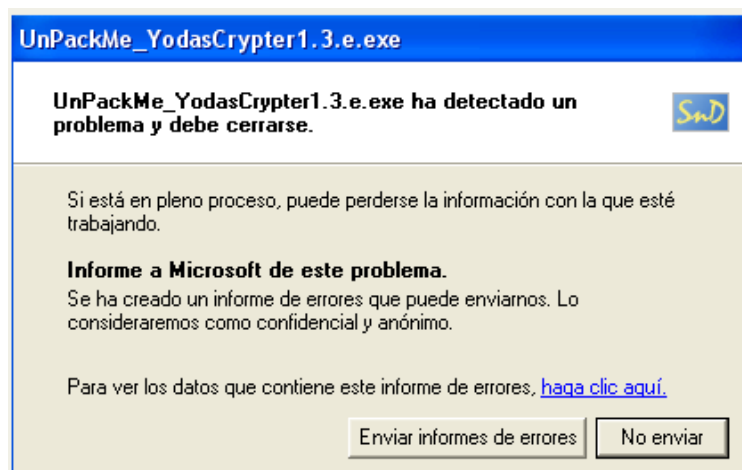 UnPackMe_YodasCrypter1.3.e.exe
UnPackMe_YodasCrypter1.3.e.exe ha detectado un
problema y debe cerrarse.
SnD
Si está en pleno proceso, puede perderse la información con la que esté
trabajando.
Informe a Microsoft de este problema.
Se ha creado un informe de errores que puede enviarnos. Lo
consideraremos como confidencial y anónimo.
Para ver los datos que contiene este informe de errores, haga clic aquí.
Enviar informes de errores No enviar